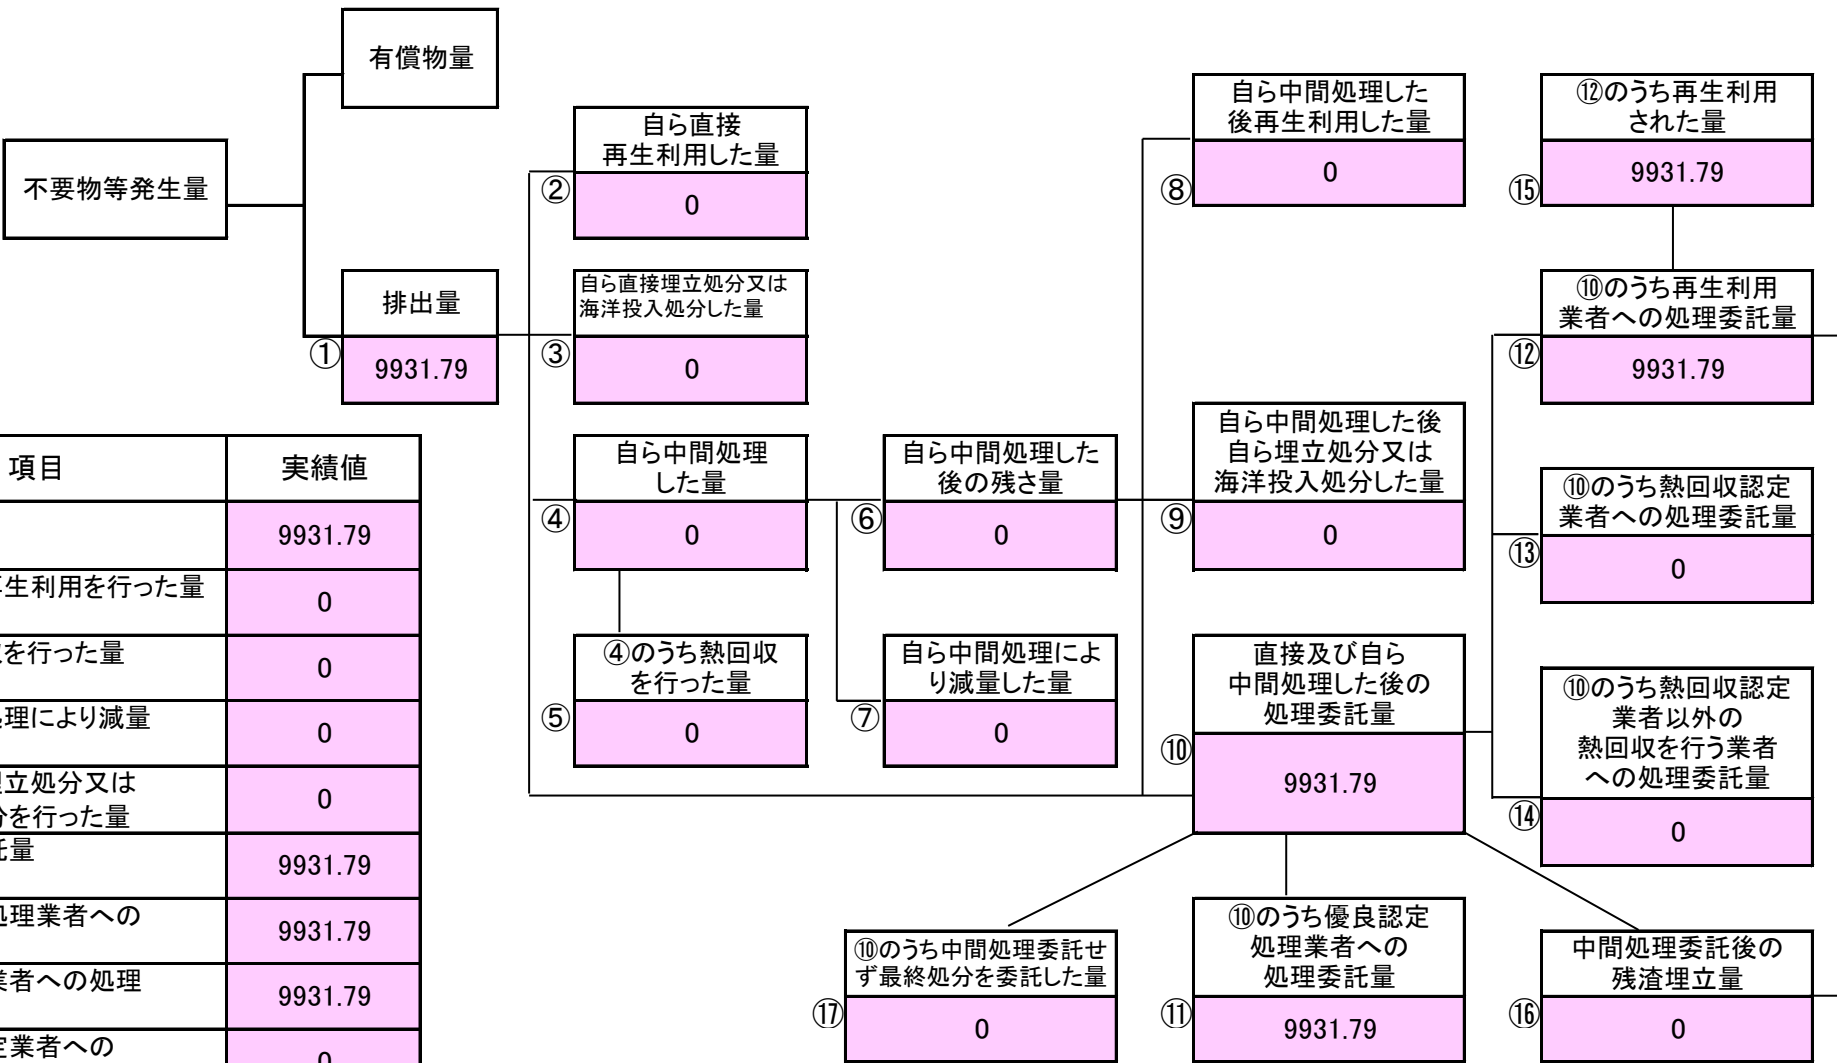 有償物量
不要物等発生量
排出量
①
9931.79
自ら直接
再生利用した量
②
0
自ら直接埋立処分又は
海洋投入処分した量
③
0
自ら中間処理
した量
④
0
④のうち熱回収
を行った量
⑤
0
自ら中間処理した
後の残さ量
⑥
0
自ら中間処理によ
り減量した量
⑦
0
自ら中間処理した
後再生利用した量
⑧
0
自ら中間処理した後
自ら埋立処分又は
海洋投入処分した量
⑨
0
直接及び自ら
中間処理した後の
処理委託量
⑩
9931.79
⑫のうち再生利用
された量
⑮
9931.79
⑩のうち再生利用
業者への処理委託量
⑫
9931.79
⑩のうち熱回収認定
業者への処理委託量
⑬
0
⑩のうち熱回収認定
業者以外の
熱回収を行う業者
への処理委託量
⑭
0
⑩のうち中間処理委託せ
ず最終処分を委託した量
⑰
0
⑩のうち優良認定
処理業者への
処理委託量
⑪
9931.79
中間処理委託後の
残渣埋立量
⑯
0
項目 実績値
9931.79
生利用を行った量
0
を行った量
0
理により減量
0
立処分又は
を行った量
0
量
9931.79
処理業者への
9931.79
業者への処理
9931.79
定業者への
0